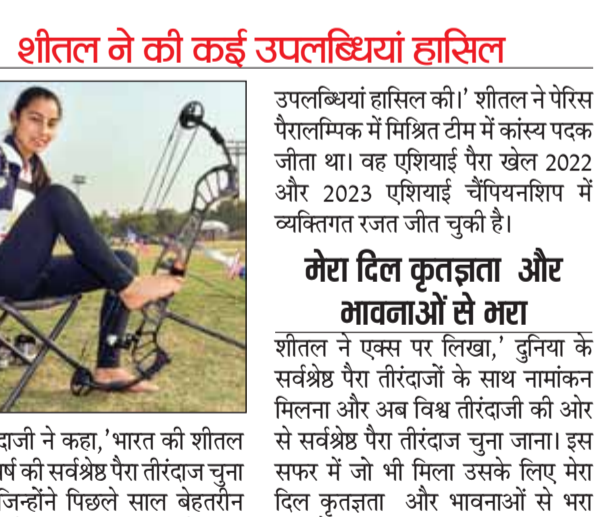 शीतल ने की कई उपलब्धियां हासिल
दाजी ने कहा,'भारत की शीतल
र्ष की सर्वश्रेष्ठ पैरा तीरंदाज चुना
जिन्होंने पिछले साल बेहतरीन
उपलब्धियां हासिल की।' शीतल ने पेरिस
पैरालम्पिक में मिश्रित टीम में कांस्य पदक
जीता था। वह एशियाई पैरा खेल 2022
और 2023 एशियाई चैंपियनशिप में
व्यक्तिगत रजत जीत चुकी है।
मेरा दिल कृतज्ञता और
भावनाओं से भरा
शीतल ने एक्स पर लिखा,' दुनिया के
सर्वश्रेष्ठ पैरा तीरंदाजों के साथ नामांकन
मिलना और अब विश्व तीरंदाजी की ओर
से सर्वश्रेष्ठ पैरा तीरंदाज चुना जाना। इस
सफर में जो भी मिला उसके लिए मेरा
दिल कृतज्ञता और भावनाओं से भरा